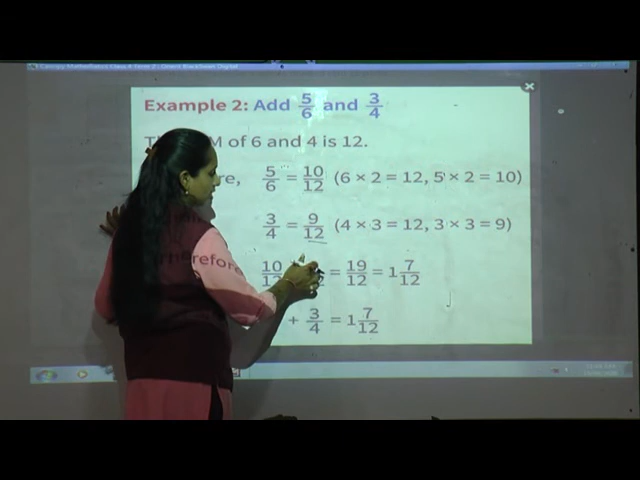 Example 2: Add 5/6 and 3/4
M of 6 and 4 is 12.
5/6 = 10/12 (6 × 2 = 12, 5 × 2 = 10)
3/4 = 9/12 (4 × 3 = 12, 3 × 3 = 9)
Therefore, 10/12 = 19/12 = 1 7/12
+ 3/4 = 1 7/12